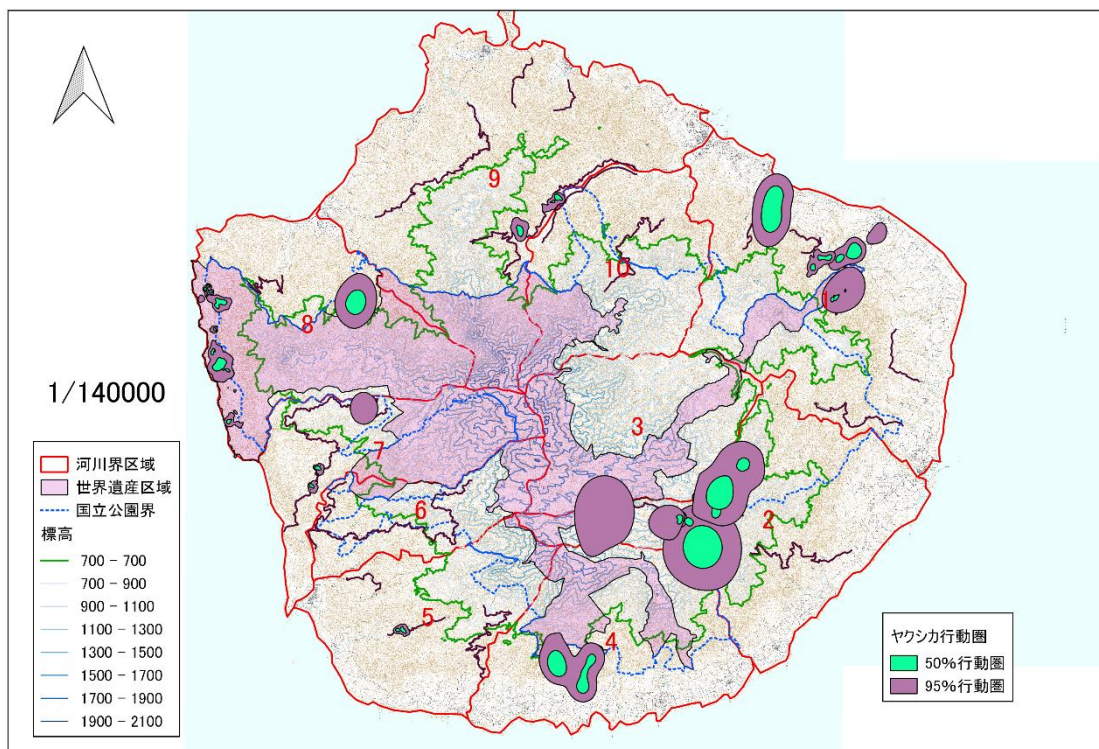 9
10
1
8
1/140000
3
7
6
2
5
4
河川界区域
世界遺産区域
国立公園界
標高
700 - 700
700 - 900
900 - 1100
1100 - 1300
1300 - 1500
1500 - 1700
1700 - 1900
1900 - 2100
ヤクシカ行動圏
50%行動圏
95%行動圏